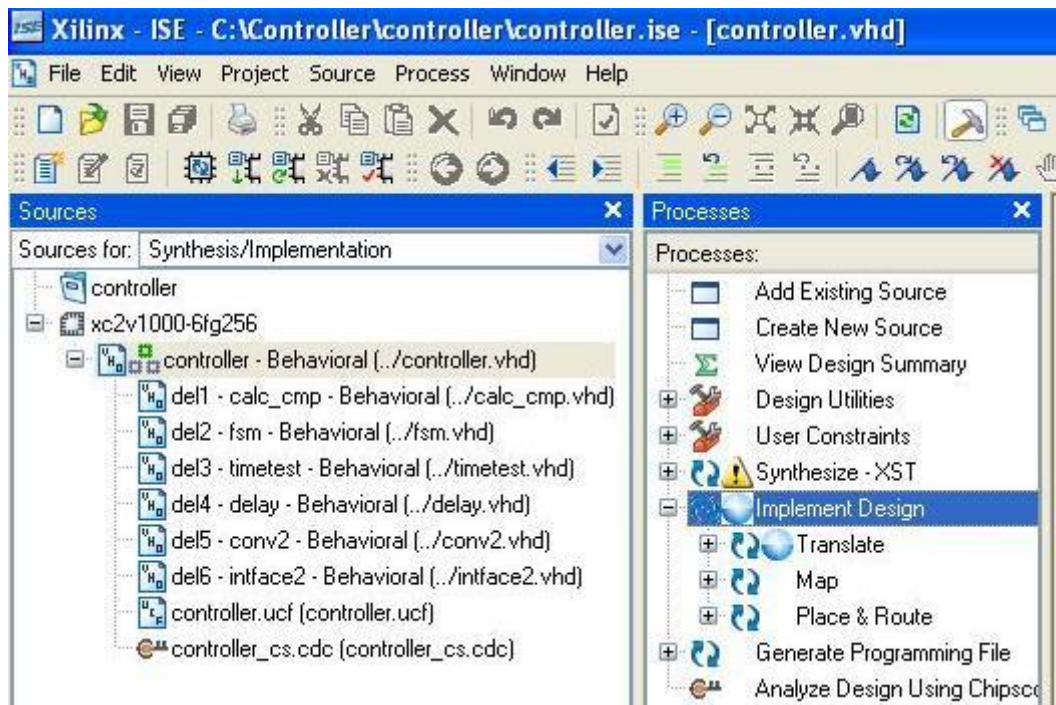 Xilinx - ISE - C:\Controller\controller\controller.ise - [controller.vhd]
File Edit View Project Source Process Window Help
Sources
Sources for: Synthesis/Implementation
controller
xc2v1000-6fg256
controller - Behavioral (../controller.vhd)
del1 - calc_cmp - Behavioral (../calc_cmp.vhd)
del2 - fsm - Behavioral (../fsm.vhd)
del3 - timetest - Behavioral (../timetest.vhd)
del4 - delay - Behavioral (../delay.vhd)
del5 - conv2 - Behavioral (../conv2.vhd)
del6 - intface2 - Behavioral (../intface2.vhd)
controller.ucf (controller.ucf)
controller_cs.cdc (controller_cs.cdc)
Processes
Processes:
Add Existing Source
Create New Source
View Design Summary
Design Utilities
User Constraints
Synthesize - XST
Implement Design
Translate
Map
Place & Route
Generate Programming File
Analyze Design Using Chipsco